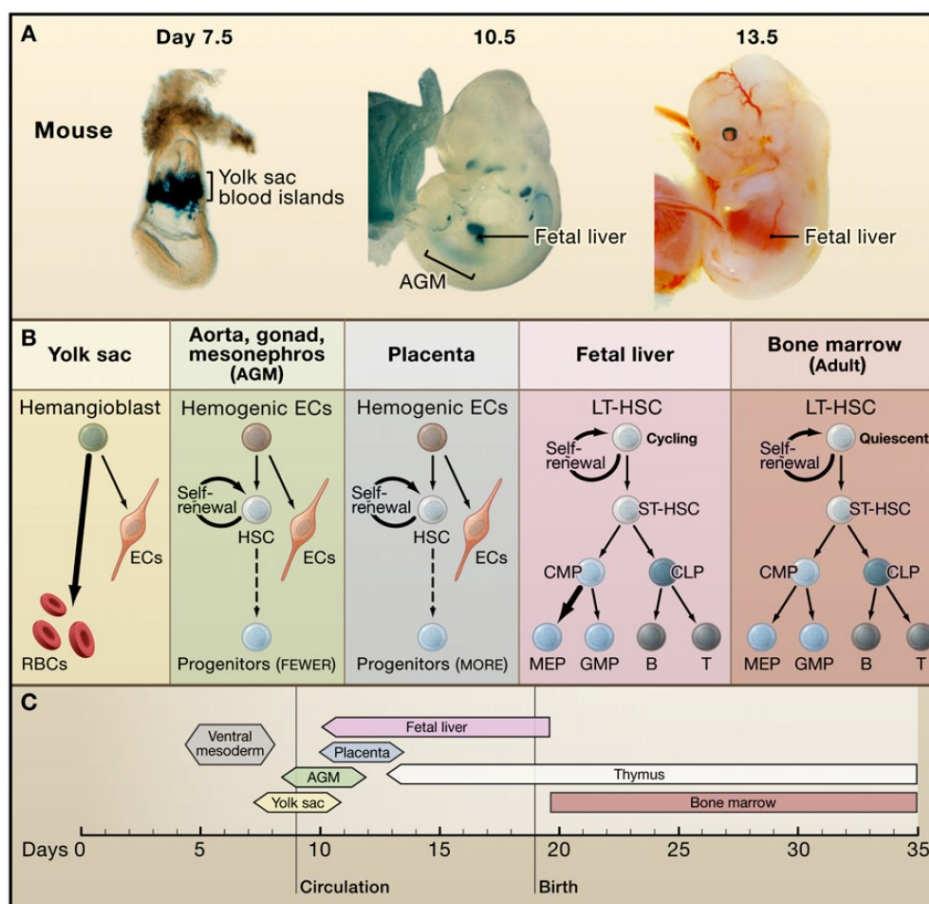 A
Day 7.5
10.5
13.5
Mouse
Yolk sac
blood islands
Fetal liver
AGM
Fetal liver
B
Yolk sac
Aorta, gonad,
mesonephros
(AGM)
Placenta
Fetal liver
Bone marrow
(Adult)
Hemangioblast
ECs
RBCs
Hemogenic ECs
Self-
renewal
HSC
ECs
Progenitors (FEWER)
Hemogenic ECs
Self-
renewal
HSC
ECs
Progenitors (MORE)
LT-HSC
Cycling
Self-
renewal
ST-HSC
CMP
CLP
MEP
GMP
B
T
LT-HSC
Quiescent
Self-
renewal
ST-HSC
CMP
CLP
MEP
GMP
B
T
C
Ventral
mesoderm
Fetal liver
Placenta
AGM
Thymus
Yolk sac
Bone marrow
Days 0 5 10 15 20 25 30 35
Circulation
Birth